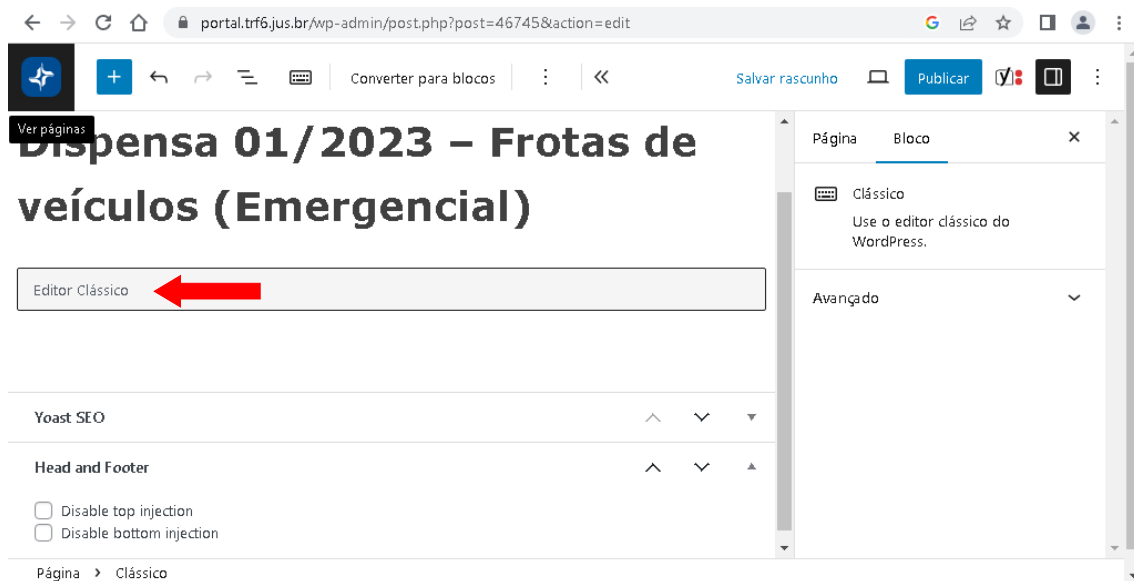 portal.trf6.jus.br/wp-admin/post.php?post=46745&action=edit
Converter para blocos
Salvar rascunho
Publicar
Ver páginas
Dispensa 01/2023 – Frotas de
veículos (Emergencial)
Editor Clássico
Página Bloco
Clássico
Use o editor clássico do
WordPress.
Avançado
Yoast SEO
Head and Footer
Disable top injection
Disable bottom injection
Página > Clássico